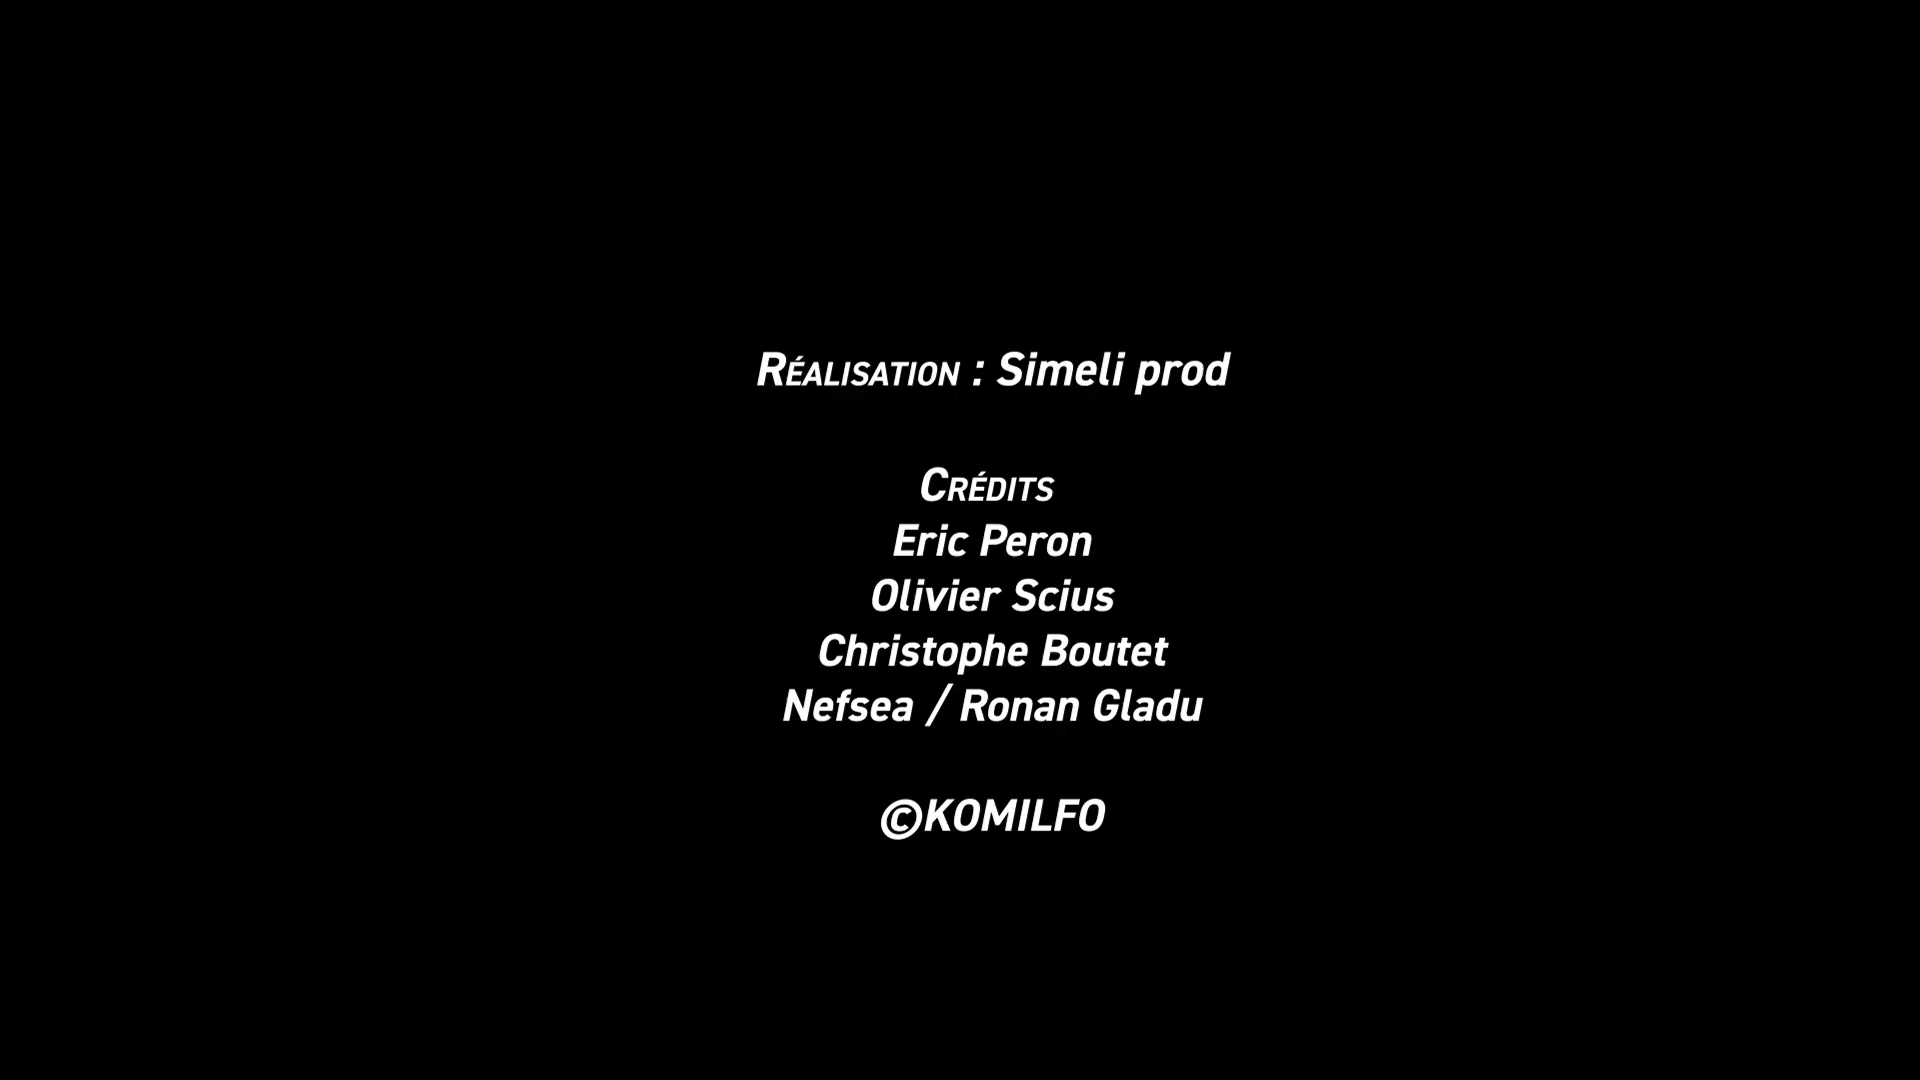 Réalisation : Simeli prod
Crédits
Eric Peron
Olivier Scius
Christophe Boutet
Nefsea / Ronan Gladu
©KOMILFO